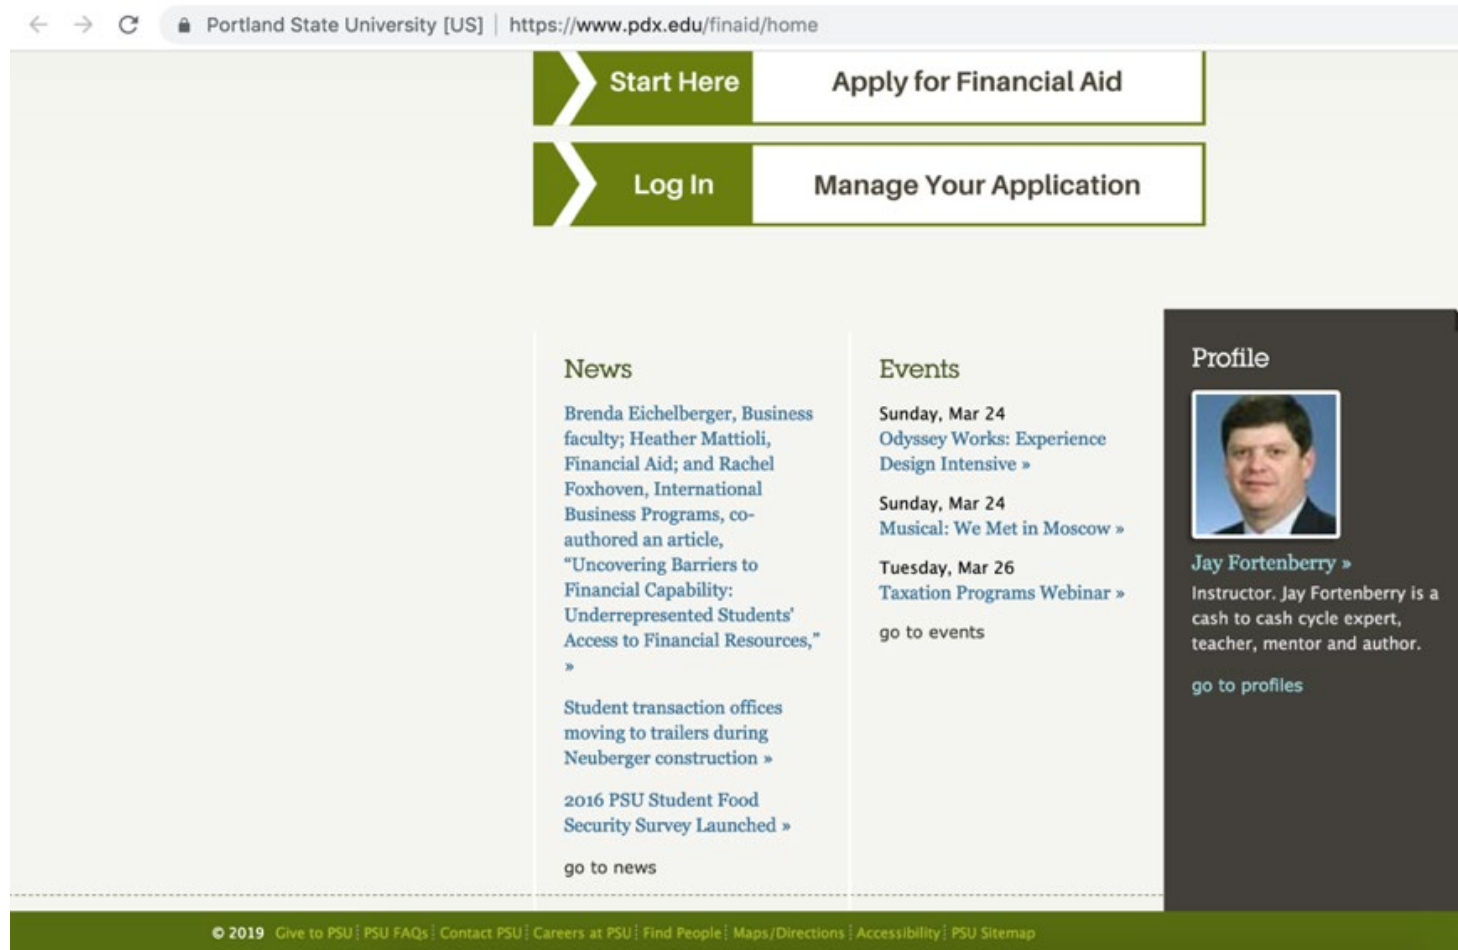 Portland State University [US] | https://www.pdx.edu/finaid/home
Start Here
Apply for Financial Aid
Log In
Manage Your Application
News
Brenda Eichelberger, Business
faculty; Heather Mattioli,
Financial Aid; and Rachel
Foxhoven, International
Business Programs, co-
authored an article,
“Uncovering Barriers to
Financial Capability:
Underrepresented Students'
Access to Financial Resources,”
»
Student transaction offices
moving to trailers during
Neuberger construction »
2016 PSU Student Food
Security Survey Launched »
go to news
Events
Sunday, Mar 24
Odyssey Works: Experience
Design Intensive »
Sunday, Mar 24
Musical: We Met in Moscow »
Tuesday, Mar 26
Taxation Programs Webinar »
go to events
Profile
Jay Fortenberry »
Instructor. Jay Fortenberry is a
cash to cash cycle expert,
teacher, mentor and author.
go to profiles
© 2019 Give to PSU PSU FAQs Contact PSU Careers at PSU Find People Maps/Directions Accessibility PSU Sitemap